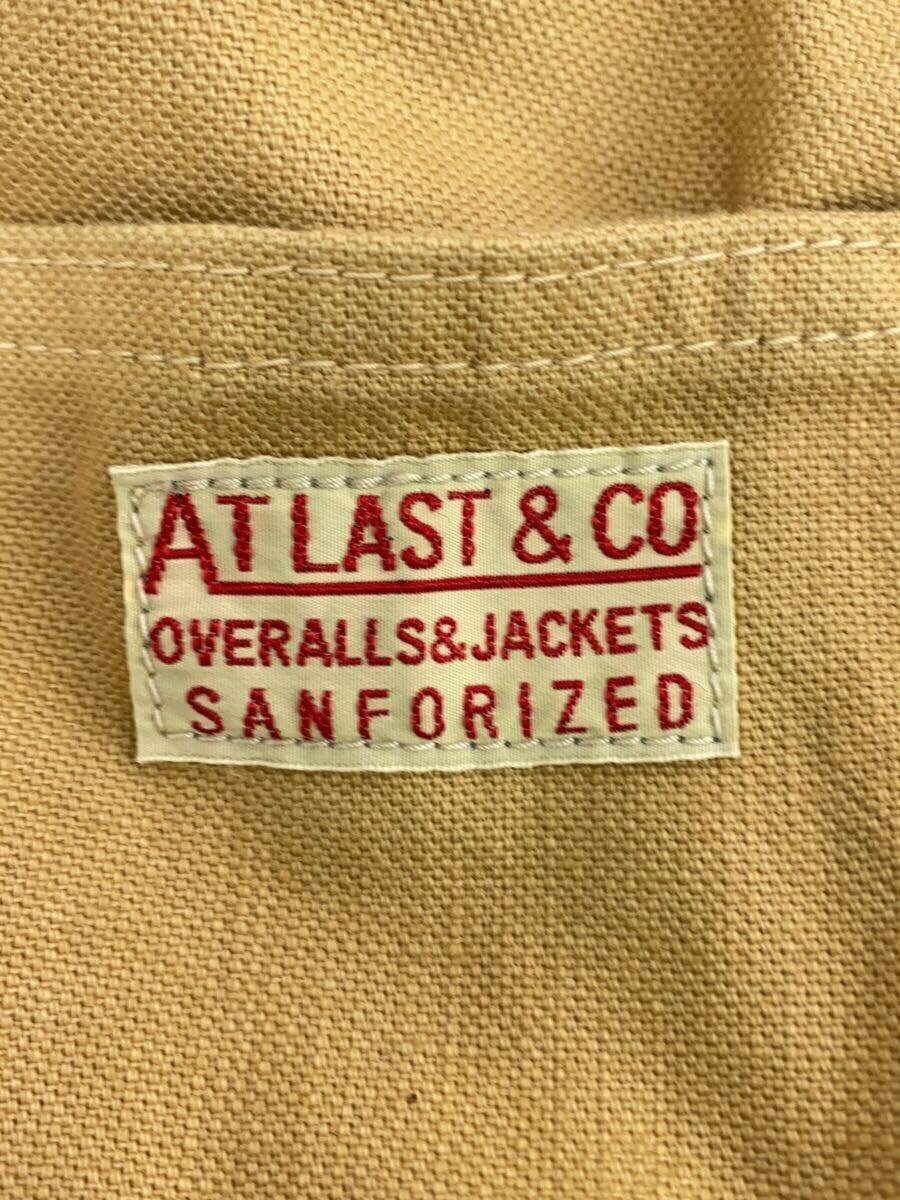 AT LAST & CO
OVERALLS&JACKETS
SANFORIZED